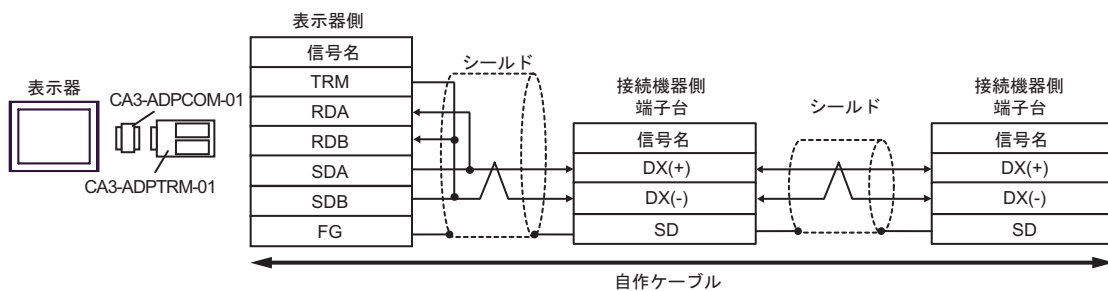 表示器
CA3-ADPCOM-01
CA3-ADPTRM-01
表示器側
信号名
TRM
RDA
RDB
SDA
SDB
FG
シールド
接続機器側
端子台
信号名
DX(+)
DX(-)
SD
シールド
接続機器側
端子台
信号名
DX(+)
DX(-)
SD
自作ケーブル